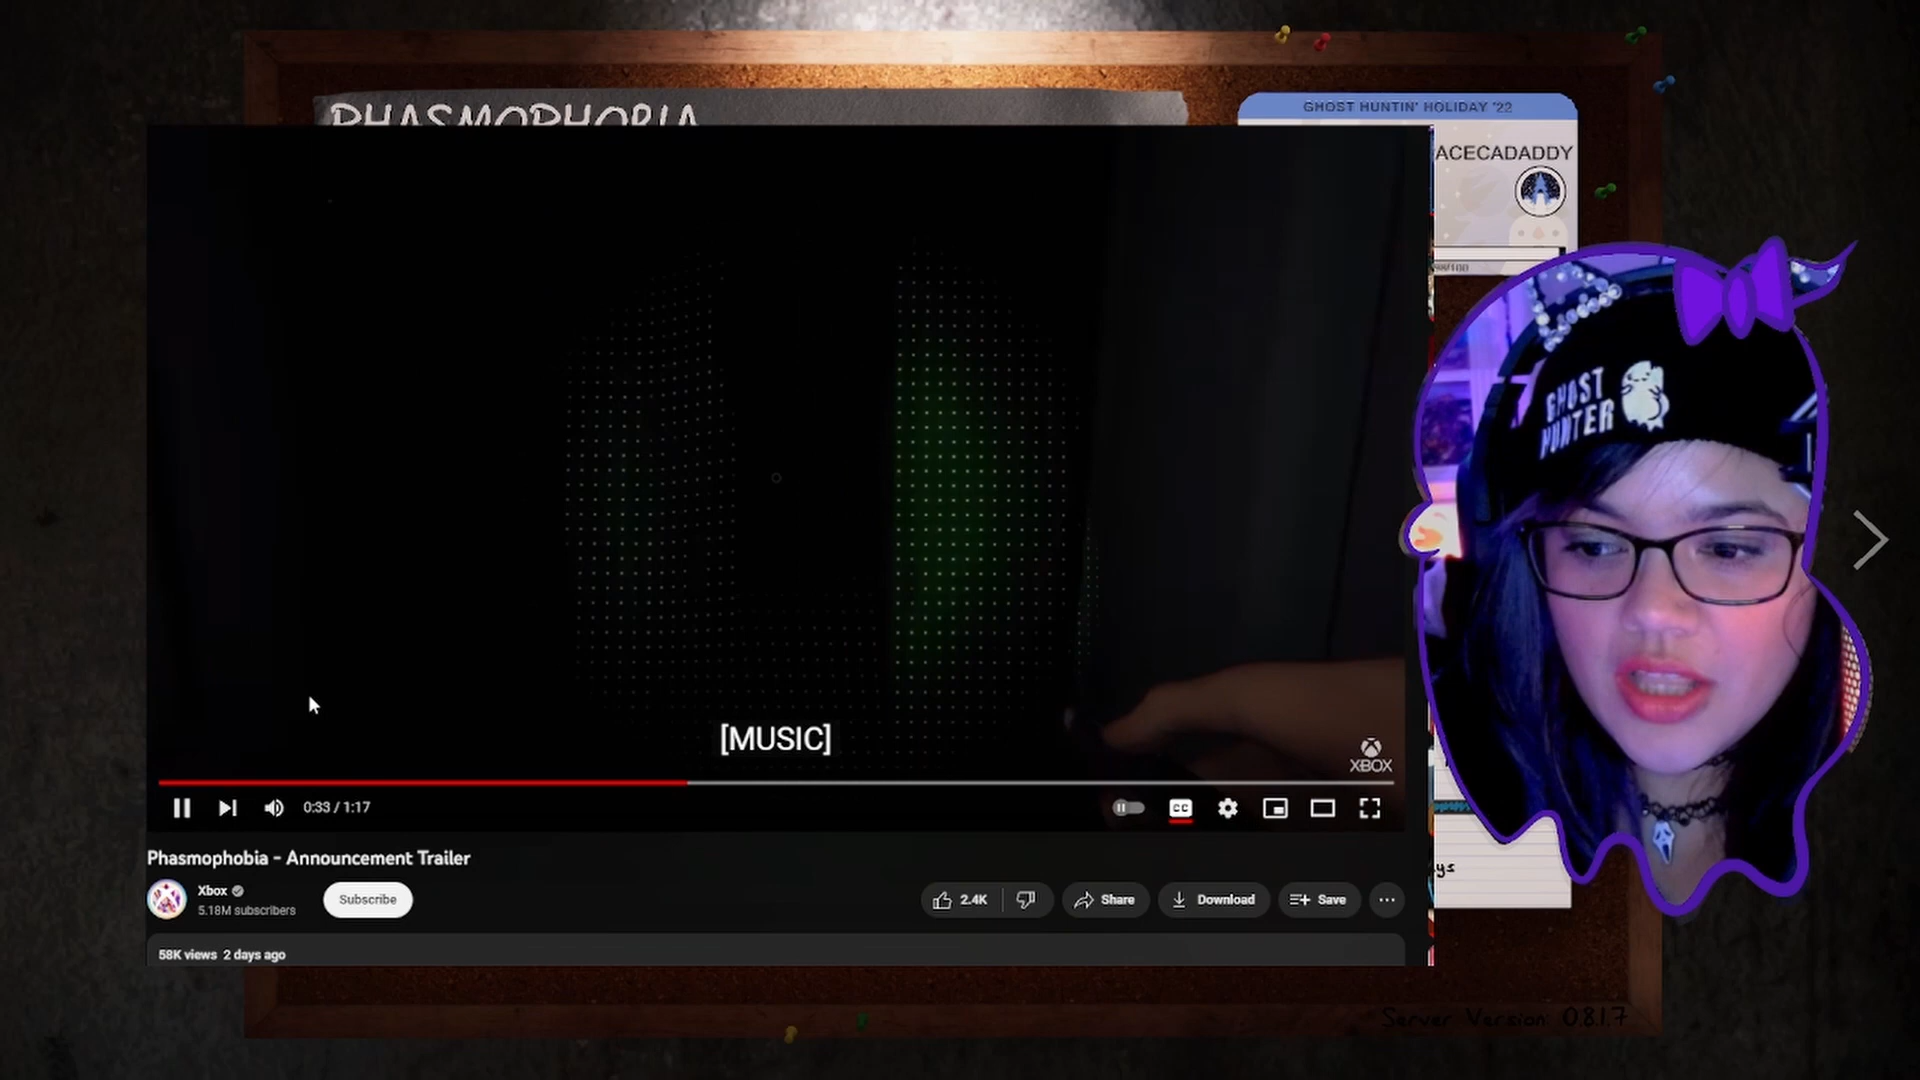 PHASMOPHOBIA
GHOST HUNTIN' HOLIDAY '22
ACECADADDY
GHOST
HUNTER
[MUSIC]
XBOX
0:33 / 1:17
CC
Phasmophobia - Announcement Trailer
Xbox
5.18M subscribers
Subscribe
2.4K
Share
Download
Save
ys
58K views 2 days ago
Server Version: 0.8.1.7